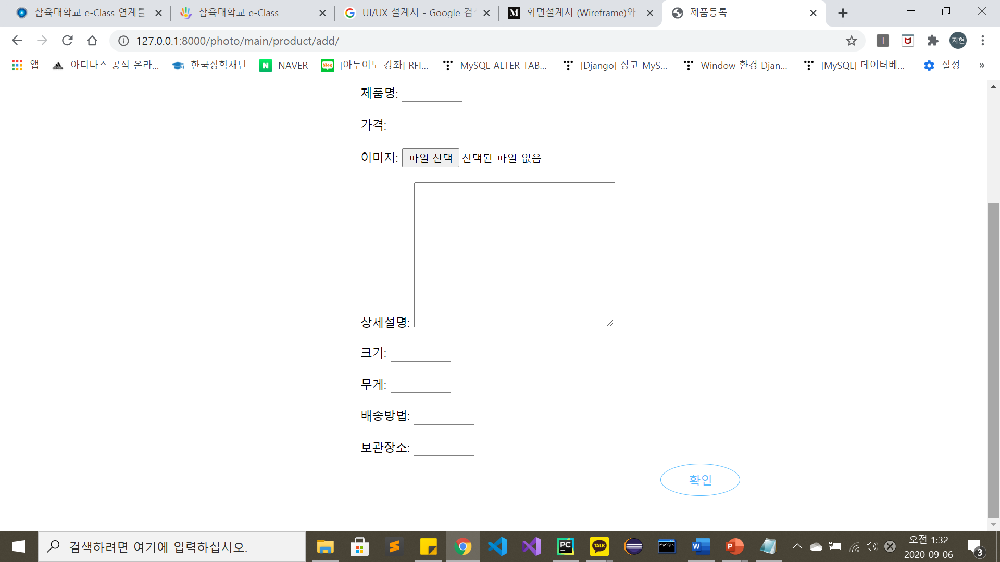 삼육대학교 e-Class 연계를
삼육대학교 e-Class
UI/UX 설계서 - Google 검색
M 화면설계서 (Wireframe)와
제품등록
127.0.0.1:8000/photo/main/product/add/
지현
앱
아디다스 공식 온라...
한국장학재단
N NAVER
blog [아두이노 강좌] RFI...
MySQL ALTER TAB...
[Django] 장고 MyS...
Window 환경 Djan...
[MySQL] 데이터베...
설정
»
제품명:
가격:
이미지: 파일 선택 선택된 파일 없음
상세설명:
크기:
무게:
배송방법:
보관장소:
확인
검색하려면 여기에 입력하십시오.
PC
TALK
MySQL
W
P
오전 1:32
2020-09-06
3